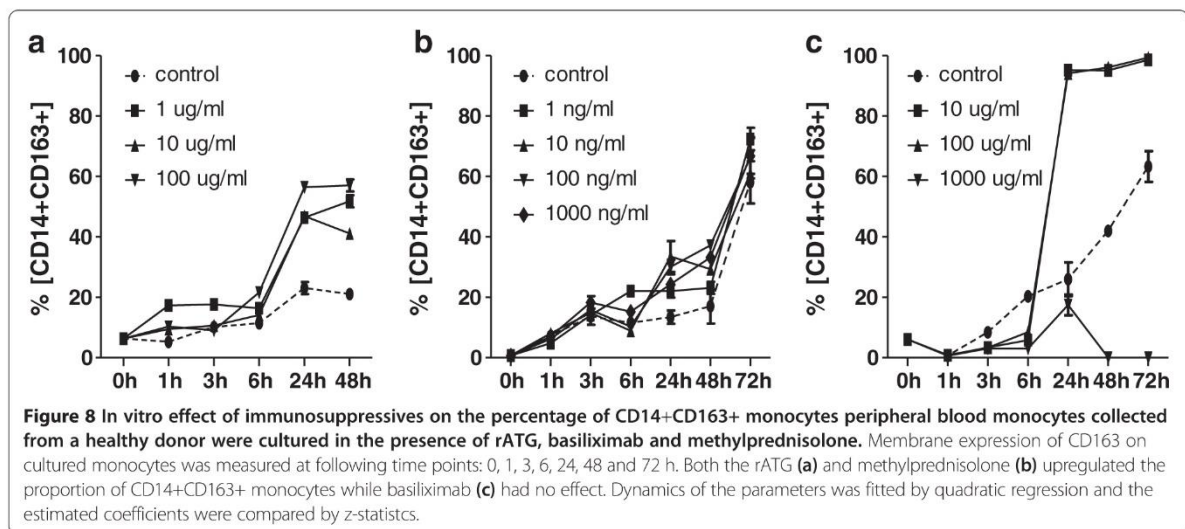 a
% [CD14+CD163+]
100
80
60
40
20
0
control
1 ug/ml
10 ug/ml
100 ug/ml
0h 1h 3h 6h 24h 48h
b
% [CD14+CD163+]
100
80
60
40
20
0
control
1 ng/ml
10 ng/ml
100 ng/ml
1000 ng/ml
0h 1h 3h 6h 24h 48h 72h
c
% [CD14+CD163+]
100
80
60
40
20
0
control
10 ug/ml
100 ug/ml
1000 ug/ml
0h 1h 3h 6h 24h 48h 72h
Figure 8 In vitro effect of immunosuppressives on the percentage of CD14+CD163+ monocytes peripheral blood monocytes collected
from a healthy donor were cultured in the presence of rATG, basiliximab and methylprednisolone. Membrane expression of CD163 on
cultured monocytes was measured at following time points: 0, 1, 3, 6, 24, 48 and 72 h. Both the rATG (a) and methylprednisolone (b) upregulated the
proportion of CD14+CD163+ monocytes while basiliximab (c) had no effect. Dynamics of the parameters was fitted by quadratic regression and the
estimated coefficients were compared by z-statistcs.